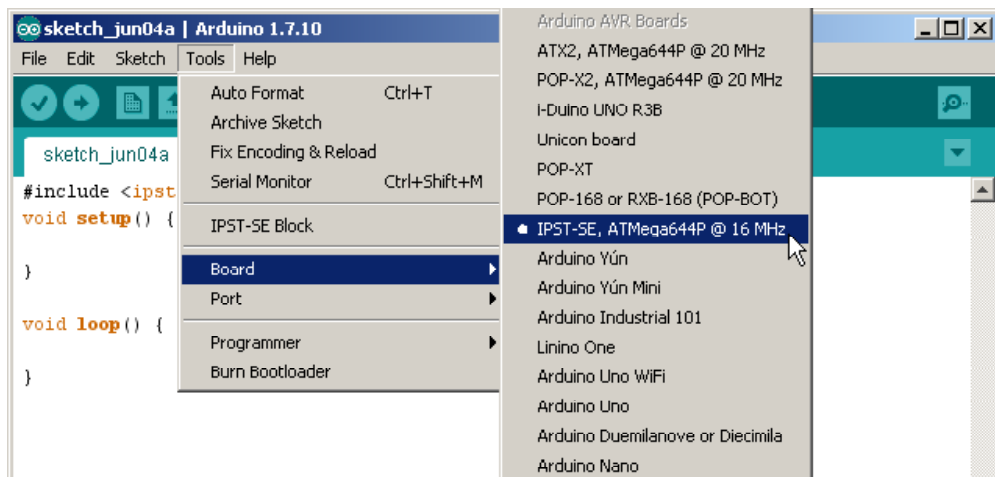 sketch_jun04a | Arduino 1.7.10
File Edit Sketch Tools Help
sketch_jun04a
#include <ipst
void setup() {
}
void loop() {
}
Auto Format Ctrl+T
Archive Sketch
Fix Encoding & Reload
Serial Monitor Ctrl+Shift+M
IPST-SE Block
Board
Port
Programmer
Burn Bootloader
Arduino AVR Boards
ATX2, ATMega644P @ 20 MHz
POP-X2, ATMega644P @ 20 MHz
i-Duino UNO R3B
Unicon board
POP-XT
POP-168 or RXB-168 (POP-BOT)
IPST-SE, ATMega644P @ 16 MHz
Arduino Yún
Arduino Yún Mini
Arduino Industrial 101
Linino One
Arduino Uno WiFi
Arduino Uno
Arduino Duemilanove or Diecimila
Arduino Nano